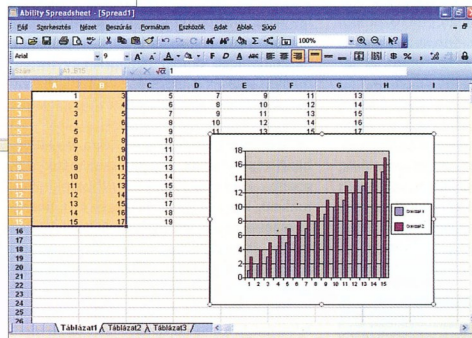 Ability Spreadsheet - [Spread1]
Fájl Szerkesztés Nézet Beszúrás Formátum Eszközök Adat Ablak Súgó
100%
Arial 9 F D A
A1..B15 1
A B C D E F G H I
1 1 3 5 7 9 11 13
2 2 4 6 8 10 12 14
3 3 5 7 9 11 13 15
4 4 6 8 10 12 14 16
5 5 7 9 11 13 15 17
6 6 8 10
7 7 9 11
8 8 10 12
9 9 11 13
10 10 12 14
11 11 13 15
12 12 14 16
13 13 15 17
14 14 16 18
15 15 17 19
16
17
18
19
20
21
22
23
24
25
26
18
16
14
12
10
8
6
4
2
0
1 2 3 4 5 6 7 8 9 10 11 12 13 14 15
Táblázat1 Táblázat2 Táblázat3